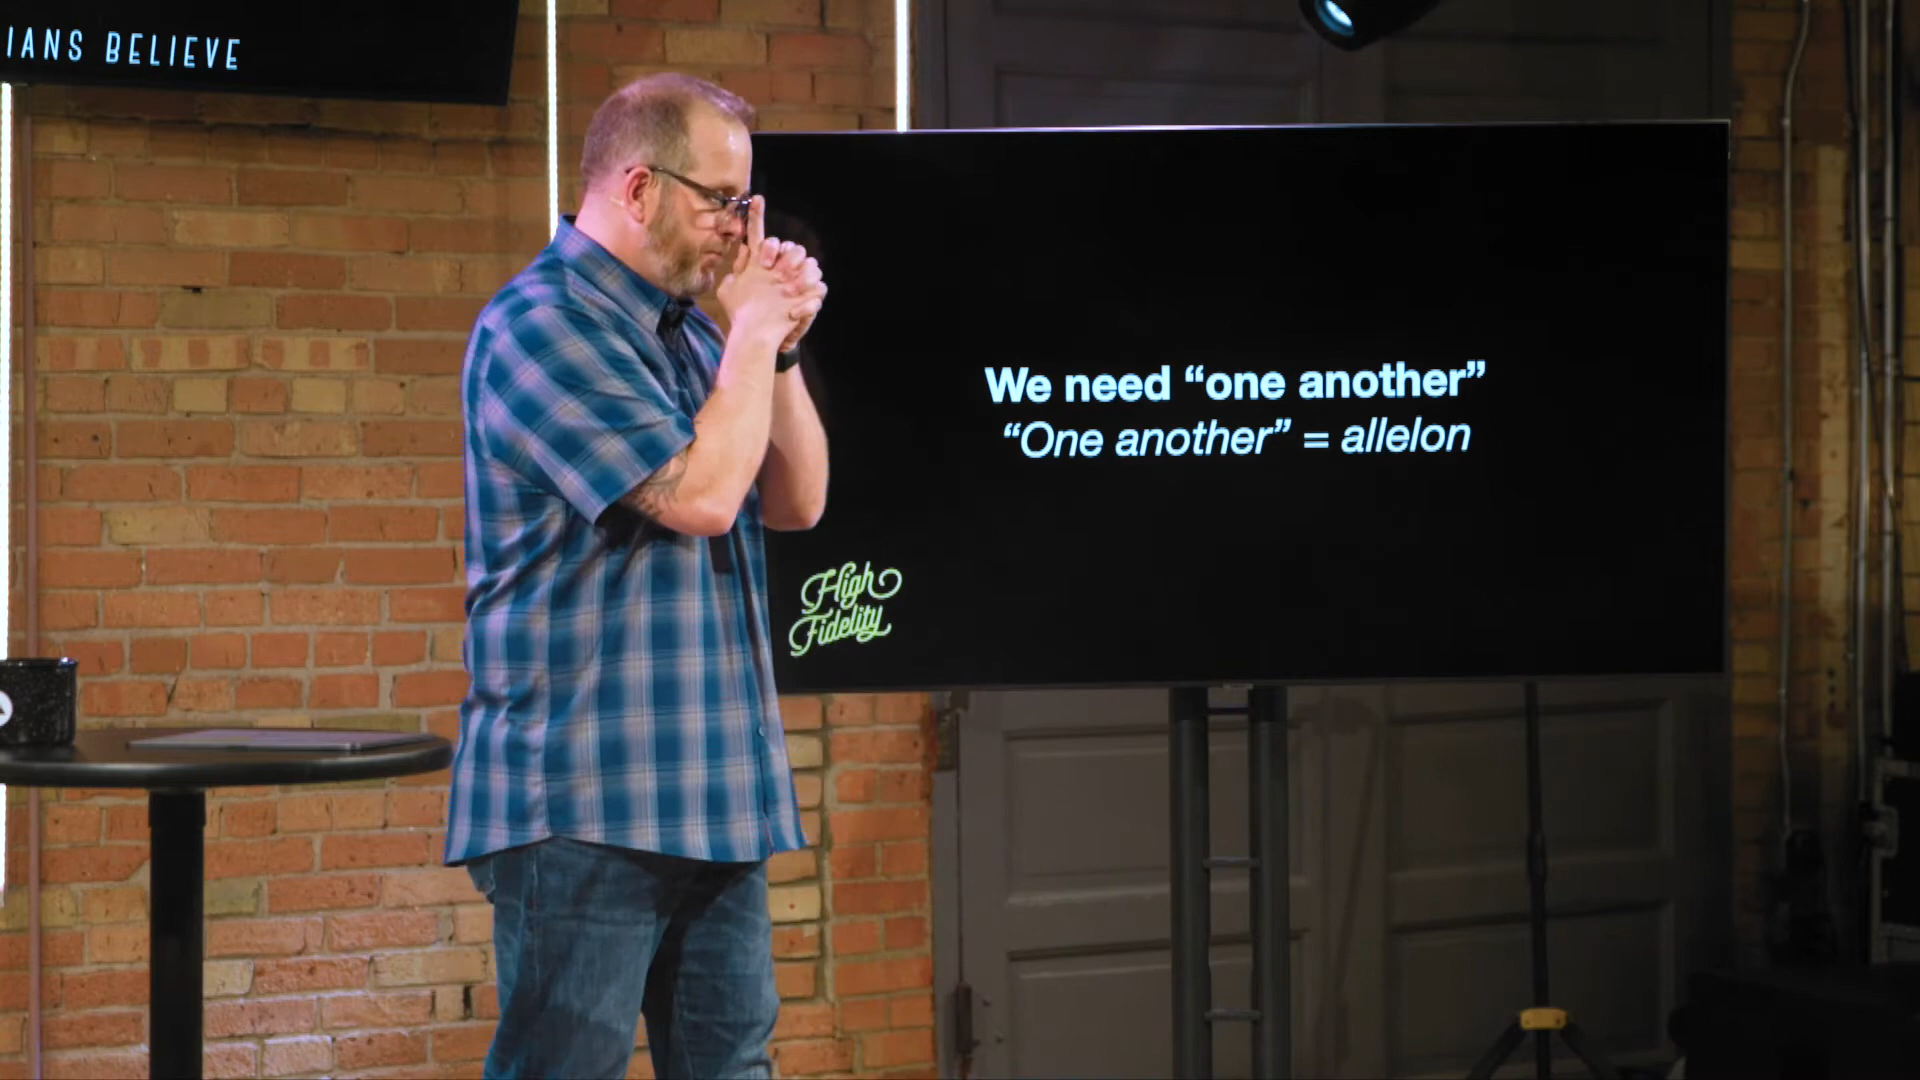 IANS BELIEVE
We need “one another”
“One another” = allelon
High
Fidelity